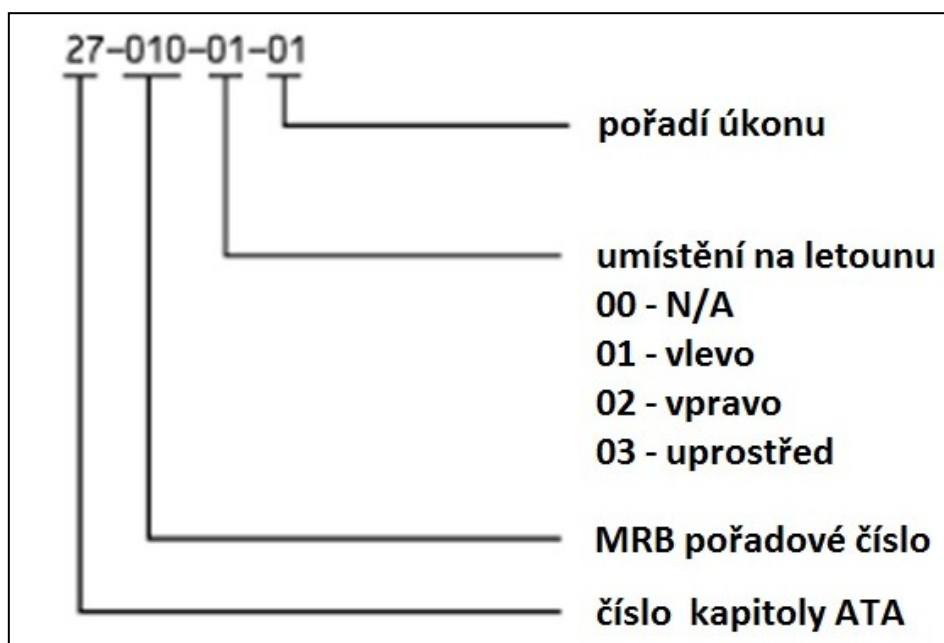 27-010-01-01
pořadí úkonu
umístění na letounu
00 - N/A
01 - vlevo
02 - vpravo
03 - uprostřed
MRB pořadové číslo
číslo kapitoly ATA